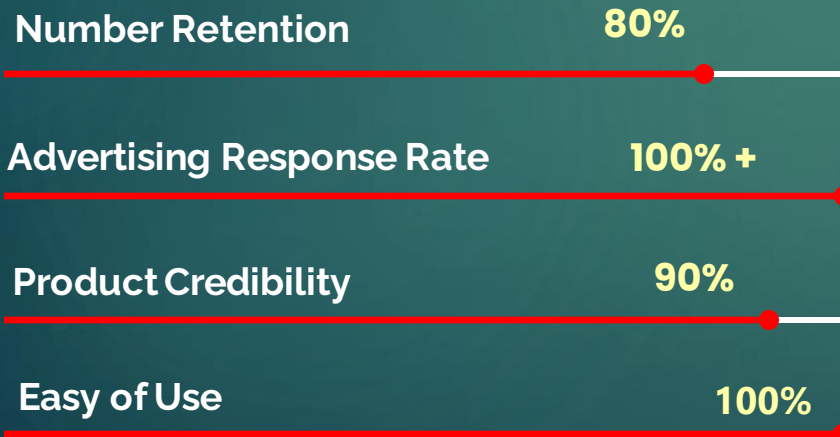 Number Retention 80%
Advertising Response Rate 100% +
Product Credibility 90%
Easy of Use 100%